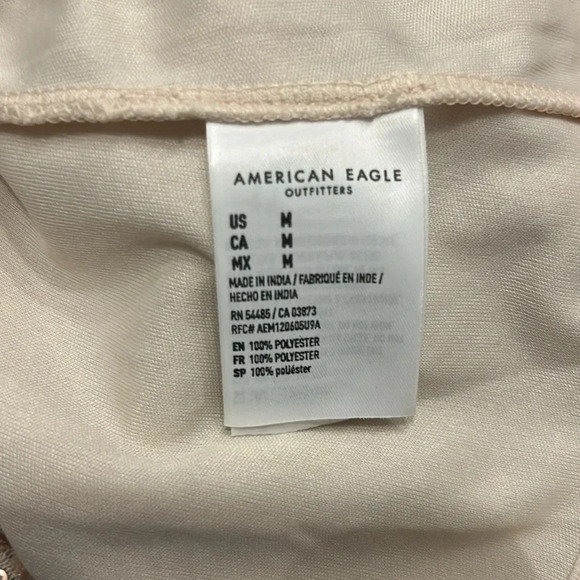 AMERICAN EAGLE
OUTFITTERS
US M
CA M
MX M
MADE IN INDIA / FABRIQUÉ EN INDE /
HECHO EN INDIA
RN 54485 / CA 03973
RFC# AEM120605U9A
EN 100% POLYESTER
FR 100% POLYESTER
SP 100% poliéster